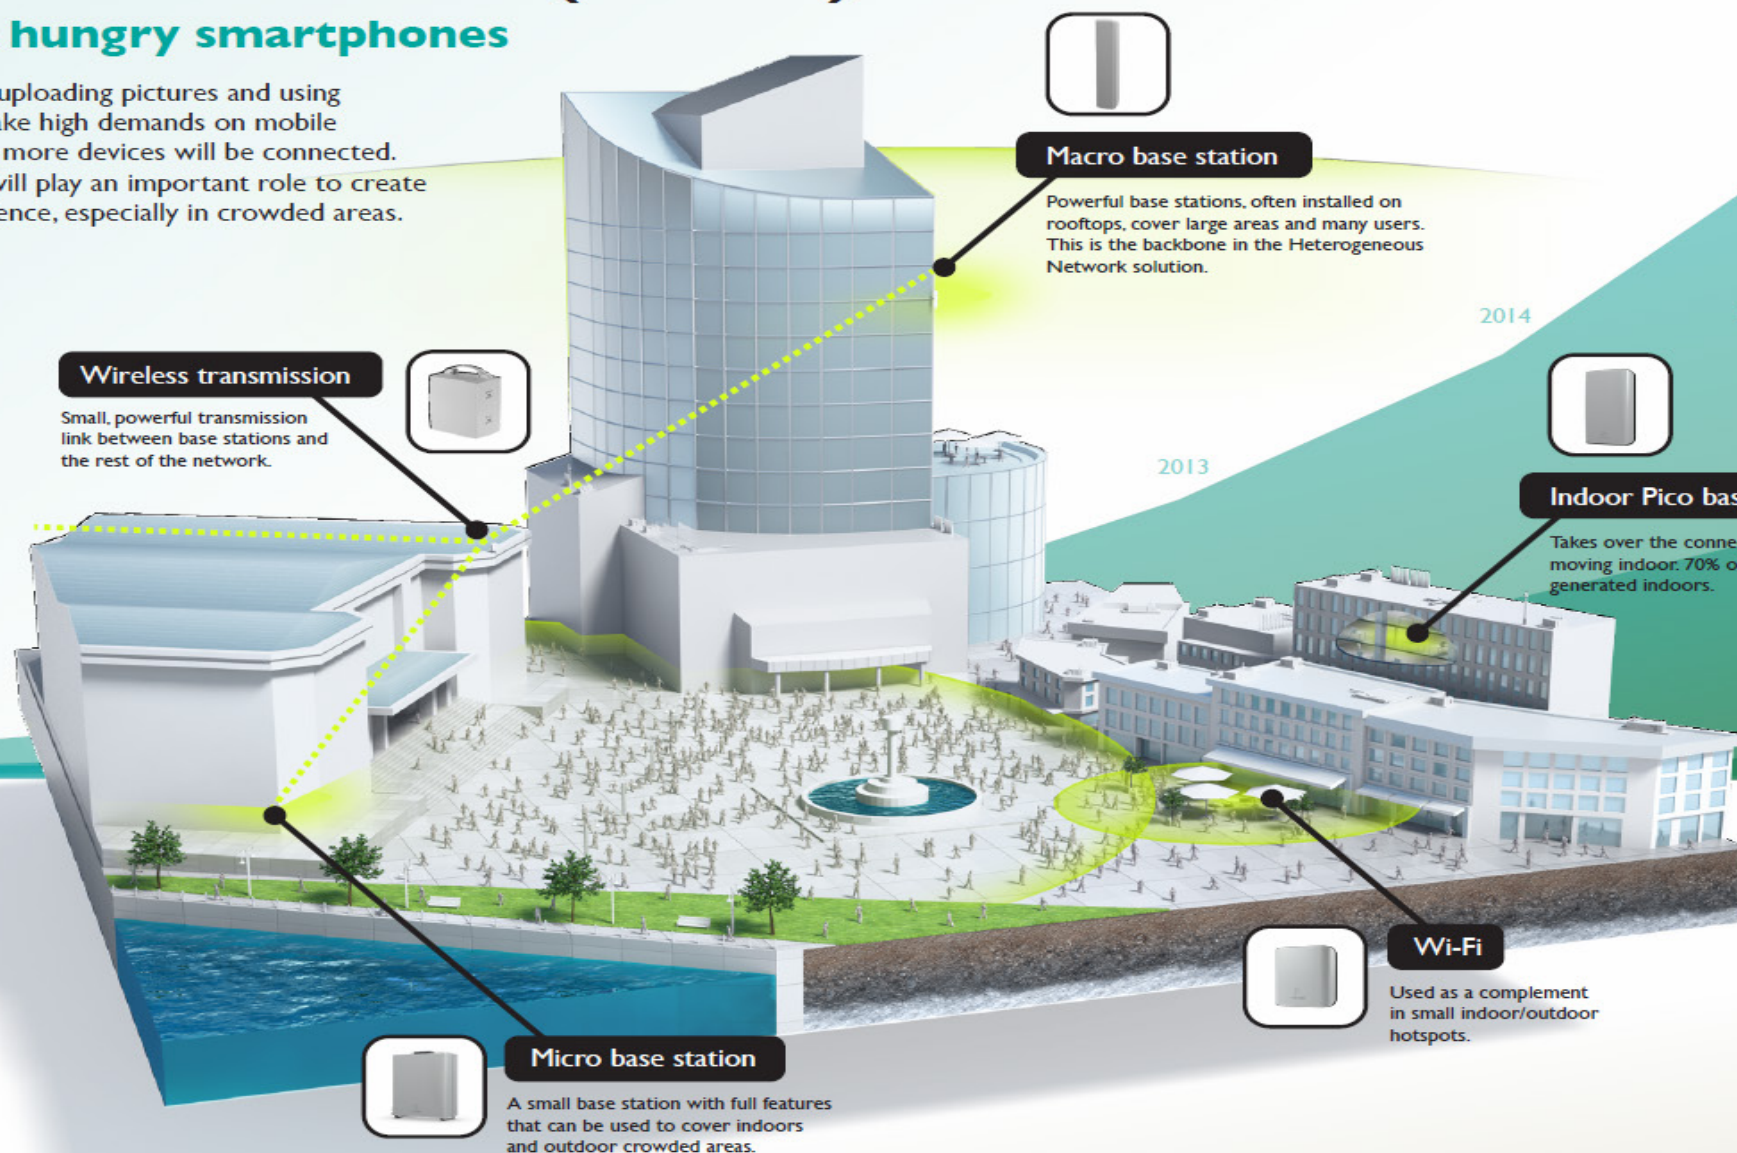 hungry smartphones
uploading pictures and using
ake high demands on mobile
more devices will be connected.
will play an important role to create
ence, especially in crowded areas.
Macro base station
Powerful base stations, often installed on
rooftops, cover large areas and many users.
This is the backbone in the Heterogeneous
Network solution.
2014
Wireless transmission
Small, powerful transmission
link between base stations and
the rest of the network.
2013
Indoor Pico bas
Takes over the conne
moving indoor. 70% o
generated indoors.
Wi-Fi
Used as a complement
in small indoor/outdoor
hotspots.
Micro base station
A small base station with full features
that can be used to cover indoors
and outdoor crowded areas.